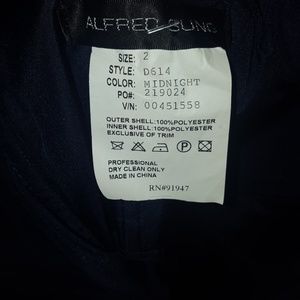 ALFRED SUNG
SIZE: 2
STYLE: D614
COLOR: MIDNIGHT
PO#: 219024
V/N: 00451558
OUTER SHELL:100%POLYESTER
INNER SHELL:100%POLYESTER
EXCLUSIVE OF TRIM
PROFESSIONAL
DRY CLEAN ONLY
MADE IN CHINA
RN#91947